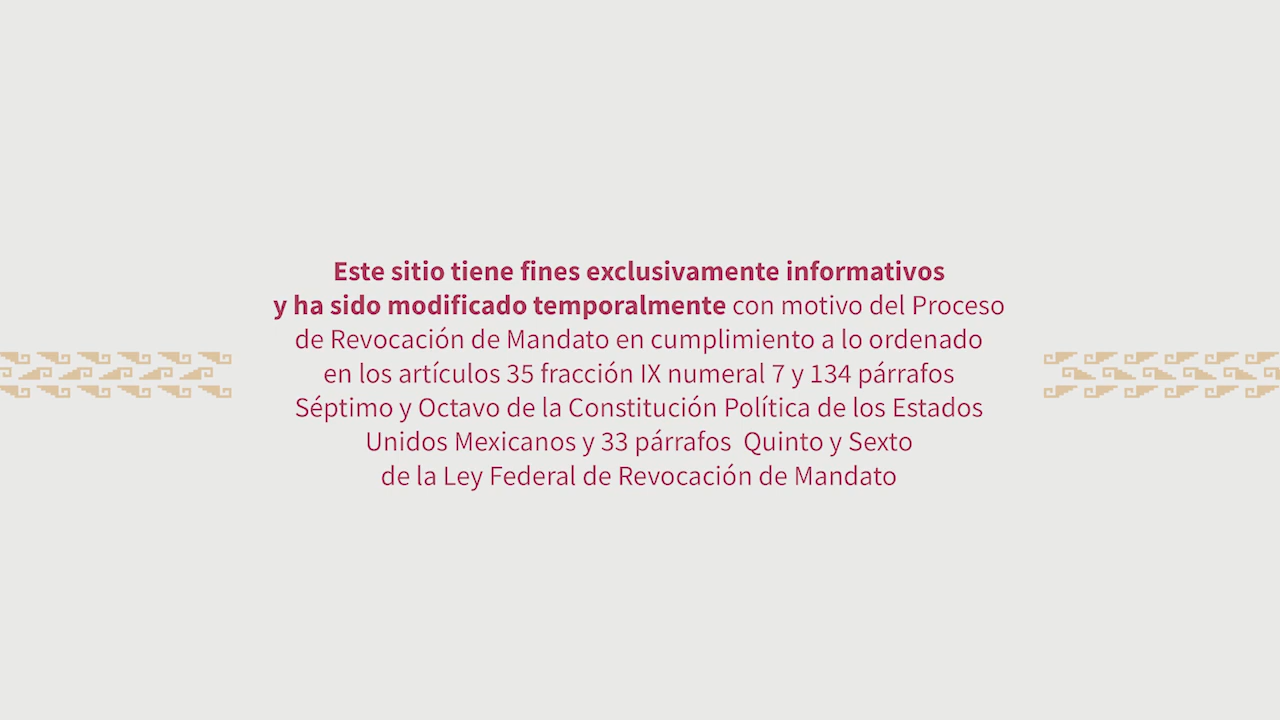 Este sitio tiene fines exclusivamente informativos
y ha sido modificado temporalmente con motivo del Proceso
de Revocación de Mandato en cumplimiento a lo ordenado
en los artículos 35 fracción IX numeral 7 y 134 párrafos
Séptimo y Octavo de la Constitución Política de los Estados
Unidos Mexicanos y 33 párrafos  Quinto y Sexto
de la Ley Federal de Revocación de Mandato